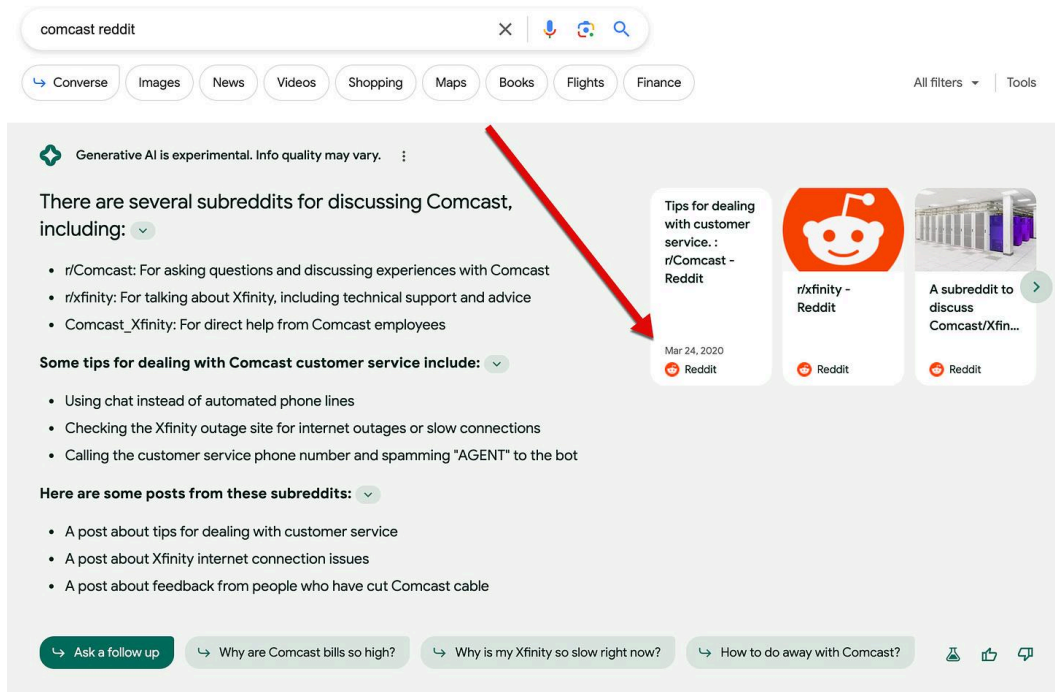 comcast reddit
Converse
Images
News
Videos
Shopping
Maps
Books
Flights
Finance
All filters
Tools
Generative AI is experimental. Info quality may vary.
There are several subreddits for discussing Comcast,
including:
• r/Comcast: For asking questions and discussing experiences with Comcast
• r/xfinity: For talking about Xfinity, including technical support and advice
• Comcast_Xfinity: For direct help from Comcast employees
Some tips for dealing with Comcast customer service include:
• Using chat instead of automated phone lines
• Checking the Xfinity outage site for internet outages or slow connections
• Calling the customer service phone number and spamming "AGENT" to the bot
Here are some posts from these subreddits:
• A post about tips for dealing with customer service
• A post about Xfinity internet connection issues
• A post about feedback from people who have cut Comcast cable
Tips for dealing
with customer
service. :
r/Comcast -
Reddit
Mar 24, 2020
Reddit
r/xfinity -
Reddit
Reddit
A subreddit to
discuss
Comcast/Xfin...
Reddit
Ask a follow up
Why are Comcast bills so high?
Why is my Xfinity so slow right now?
How to do away with Comcast?